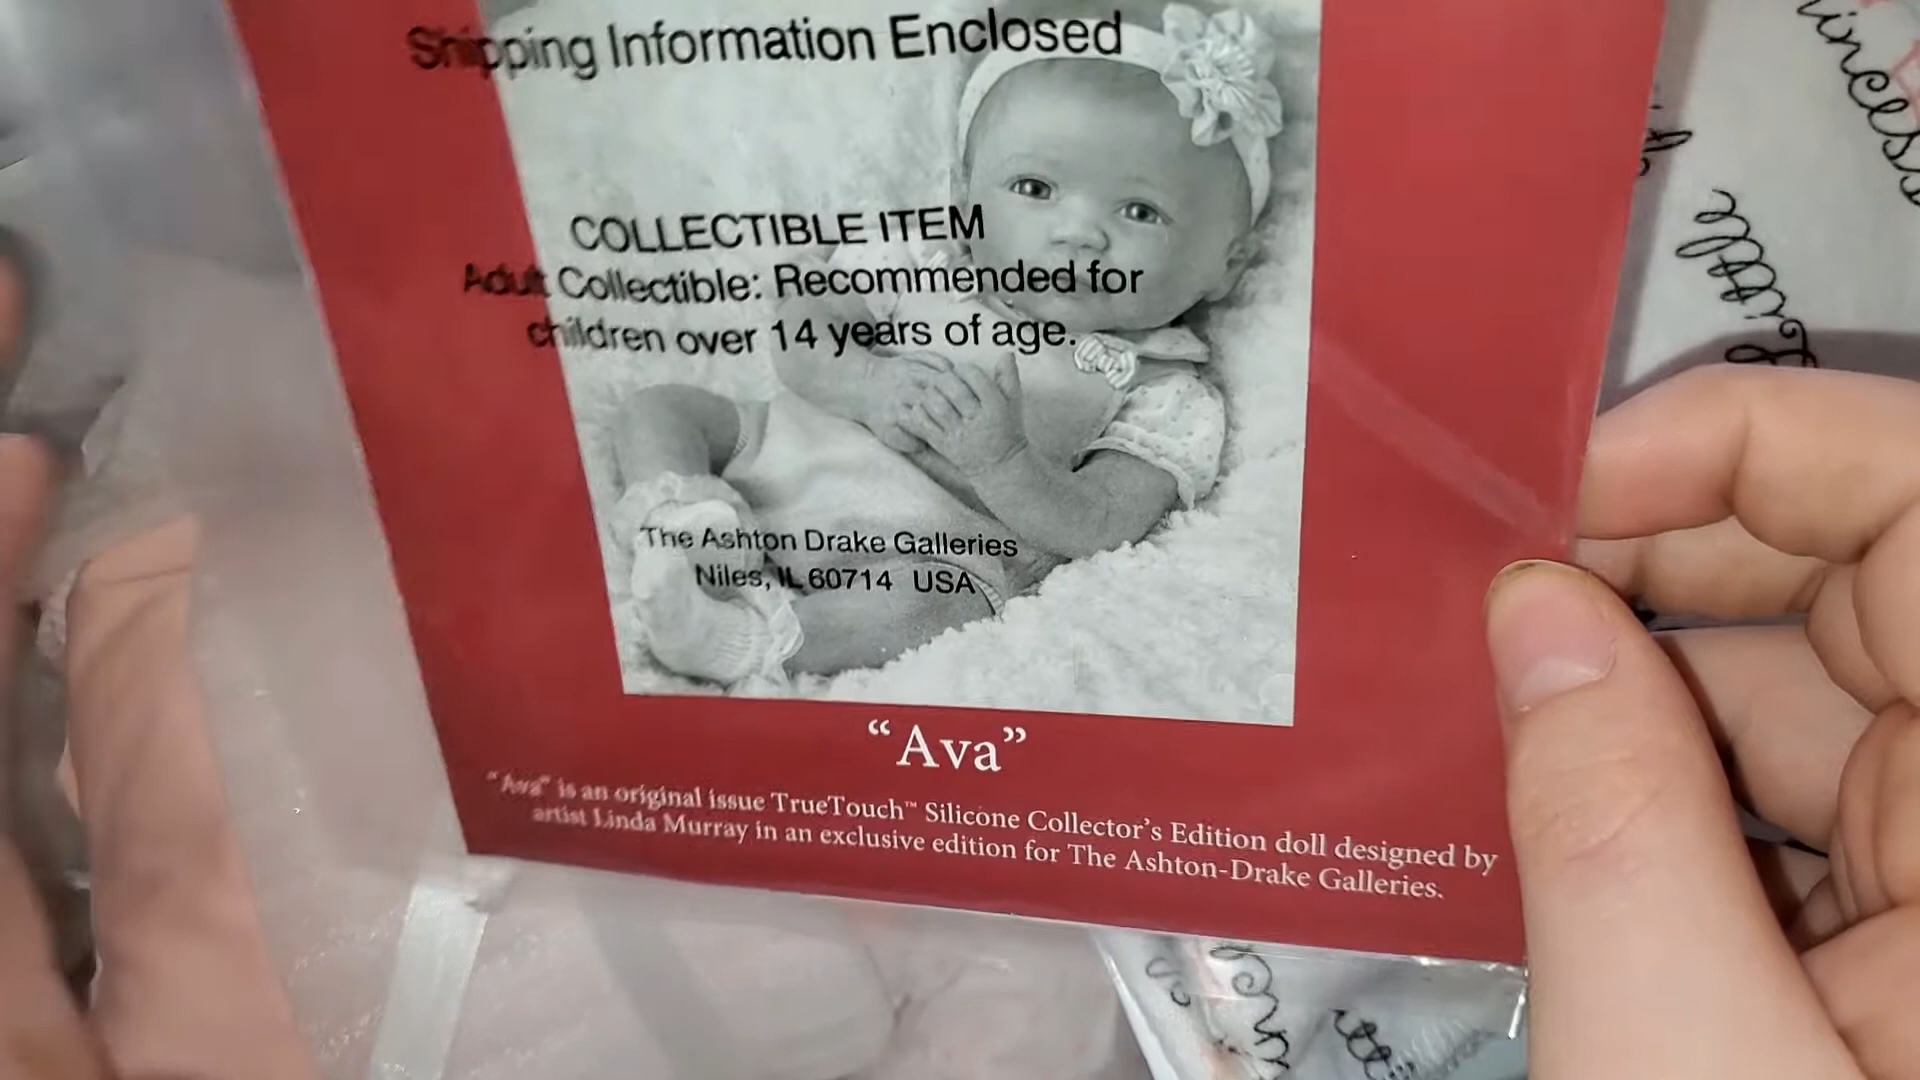 Shipping Information Enclosed
COLLECTIBLE ITEM
Adult Collectible: Recommended for
children over 14 years of age.
The Ashton Drake Galleries
Niles, IL 60714 USA
“Ava”
“Ava” is an original issue TrueTouch™ Silicone Collector’s Edition doll designed by
artist Linda Murray in an exclusive edition for The Ashton-Drake Galleries.
Little